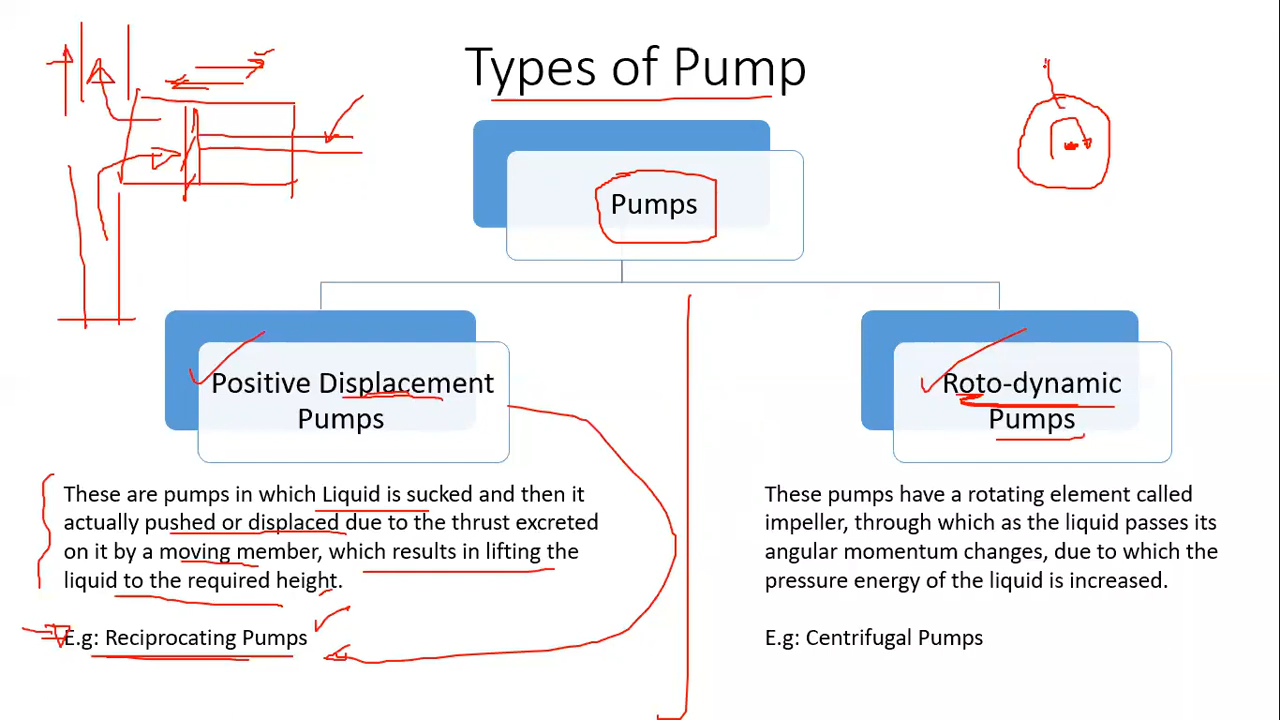 Types of Pump
Pumps
Positive Displacement
Pumps
Roto-dynamic
Pumps
These are pumps in which Liquid is sucked and then it
actually pushed or displaced due to the thrust excreted
on it by a moving member, which results in lifting the
liquid to the required height.
E.g: Reciprocating Pumps
These pumps have a rotating element called
impeller, through which as the liquid passes its
angular momentum changes, due to which the
pressure energy of the liquid is increased.
E.g: Centrifugal Pumps